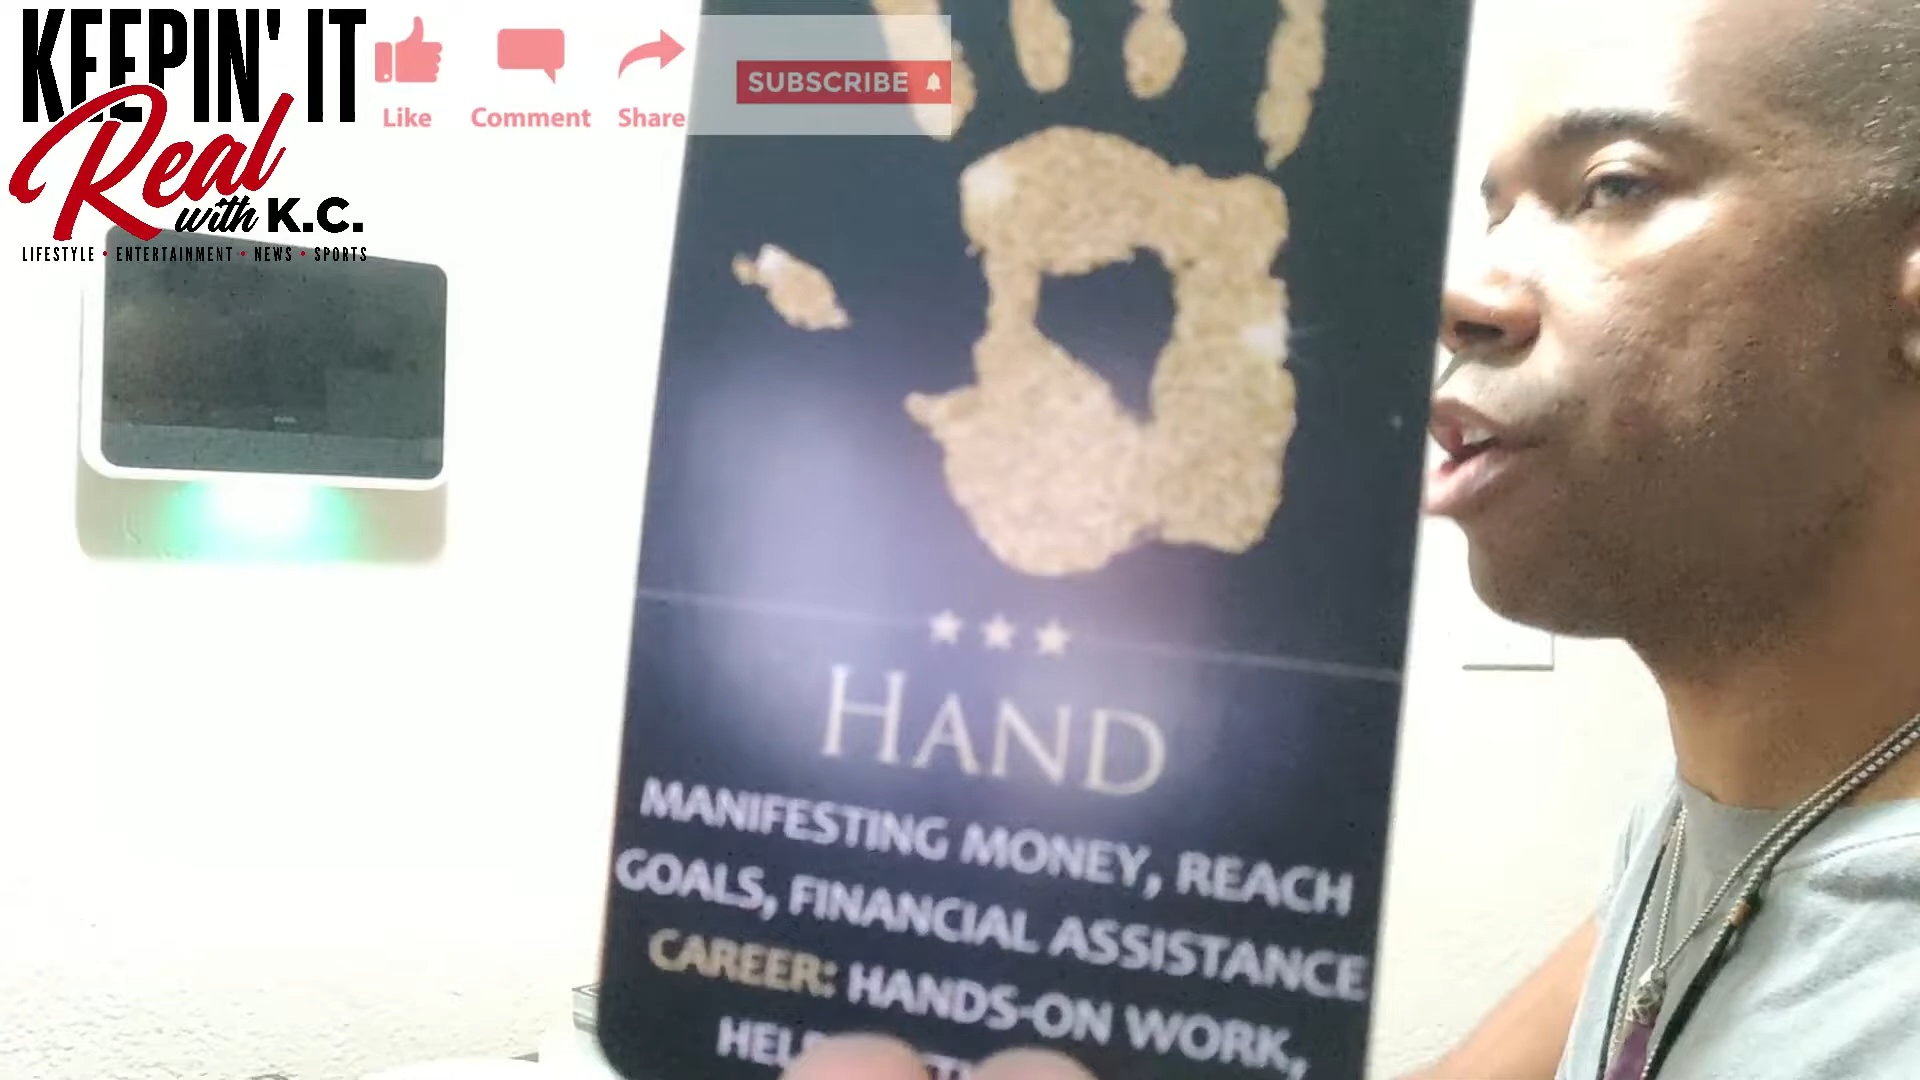 KEEPIN' IT
Real
with K.C.
LIFESTYLE • ENTERTAINMENT • NEWS • SPORTS
Like Comment Share
SUBSCRIBE
HAND
MANIFESTING MONEY, REACH
GOALS, FINANCIAL ASSISTANCE
CAREER: HANDS-ON WORK,